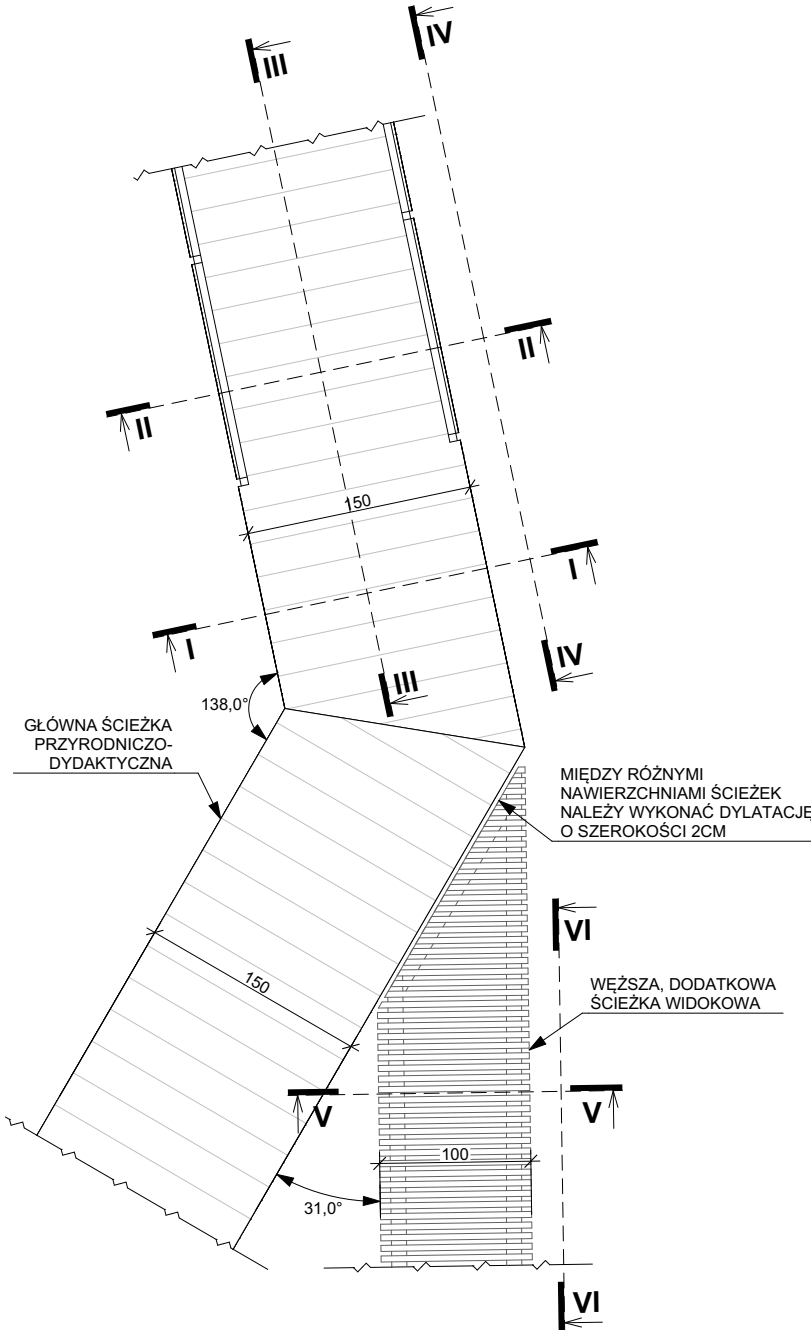 IV
III
II
II
150
I
I
IV
III
138,0°
GŁÓWNA ŚCIEŻKA
PRZYRODNICZO-
DYDAKTYCZNA
MIĘDZY RÓŻNYMI
NAWIERZCHNIAMI ŚCIEŻEK
NALEŻY WYKONAĆ DYLATACJĘ
O SZEROKOŚCI 2CM
VI
150
WĘŻSZA, DODATKOWA
ŚCIEŻKA WIDOKOWA
V
V
100
31,0°
VI